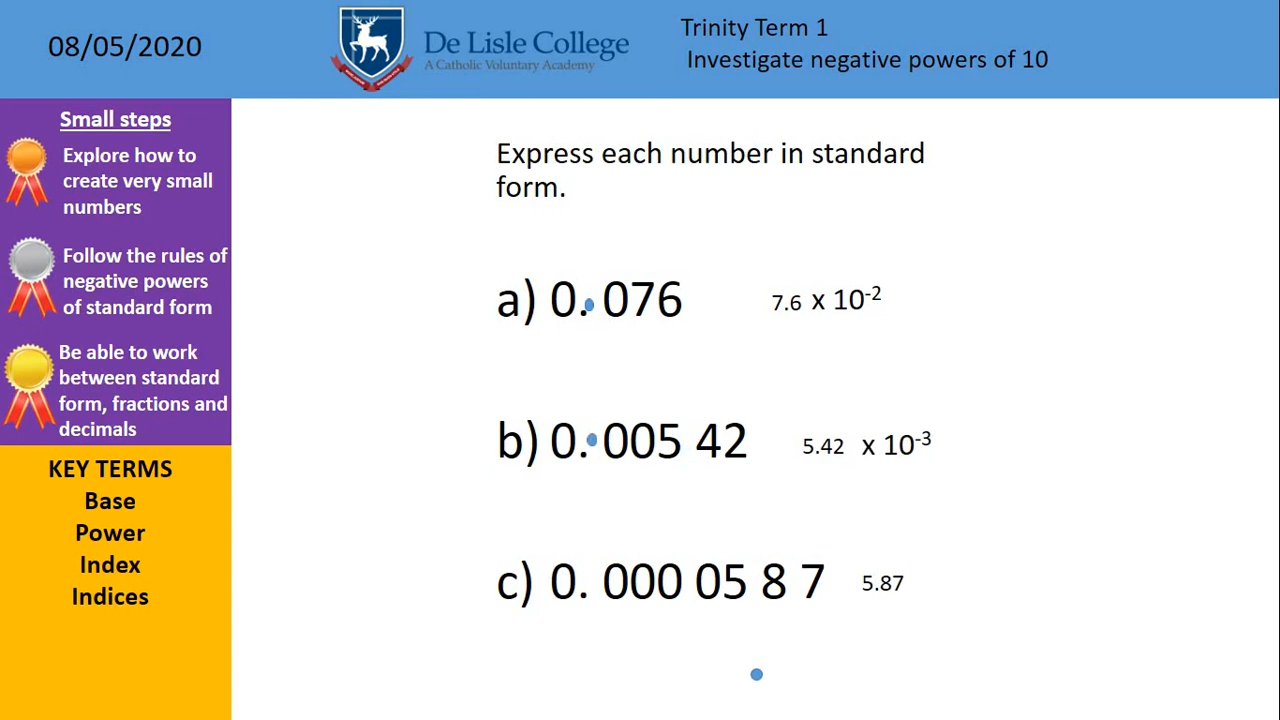 08/05/2020
De Lisle College
A Catholic Voluntary Academy
Trinity Term 1
Investigate negative powers of 10
Small steps
Explore how to
create very small
numbers
Follow the rules of
negative powers
of standard form
Be able to work
between standard
form, fractions and
decimals
KEY TERMS
Base
Power
Index
Indices
Express each number in standard
form.
a) 0. 076 7.6 x 10⁻²
b) 0. 005 42 5.42 x 10⁻³
c) 0. 000 05 8 7 5.87